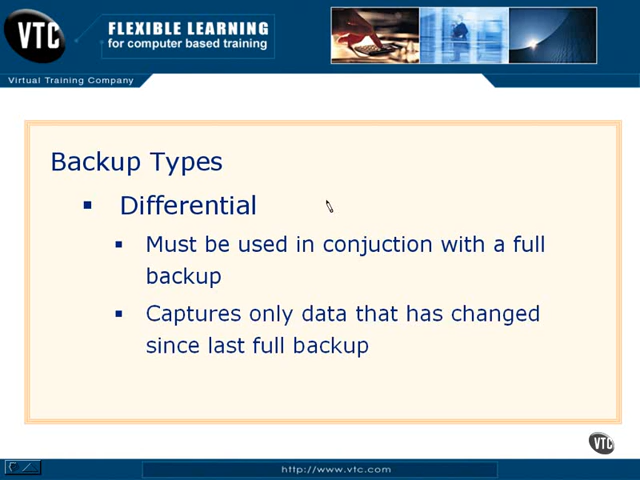 VTC
FLEXIBLE LEARNING
for computer based training
Virtual Training Company
Backup Types
Differential
Must be used in conjuction with a full
backup
Captures only data that has changed
since last full backup
VTC
http://www.vtc.com